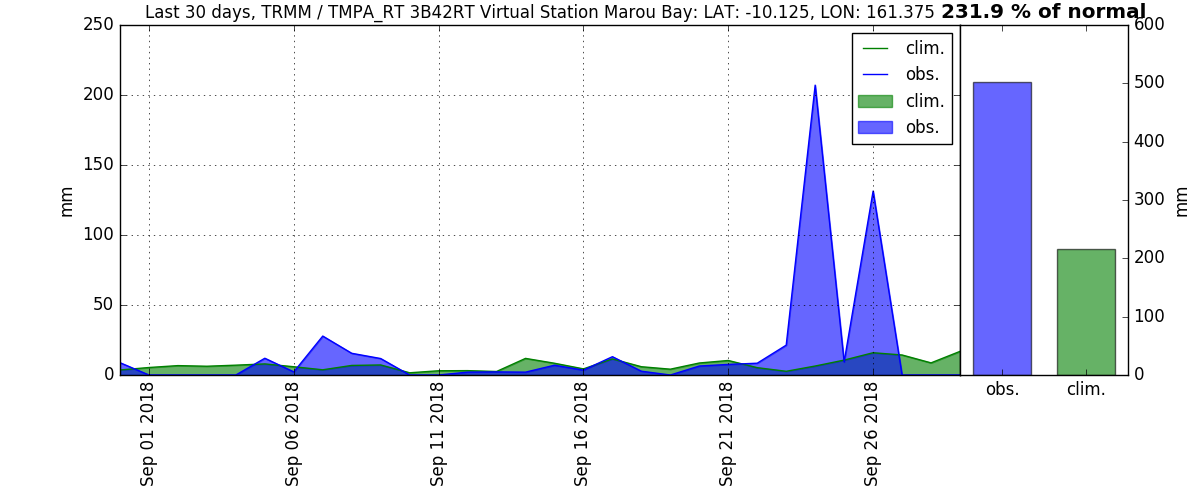 Last 30 days, TRMM / TMPA_RT 3B42RT Virtual Station Marou Bay: LAT: -10.125, LON: 161.375 231.9 % of normal
250
200
150
100
50
0
mm
clim.
obs.
clim.
obs.
Sep 01 2018
Sep 06 2018
Sep 11 2018
Sep 16 2018
Sep 21 2018
Sep 26 2018
600
500
400
300
200
100
0
mm
obs.
clim.